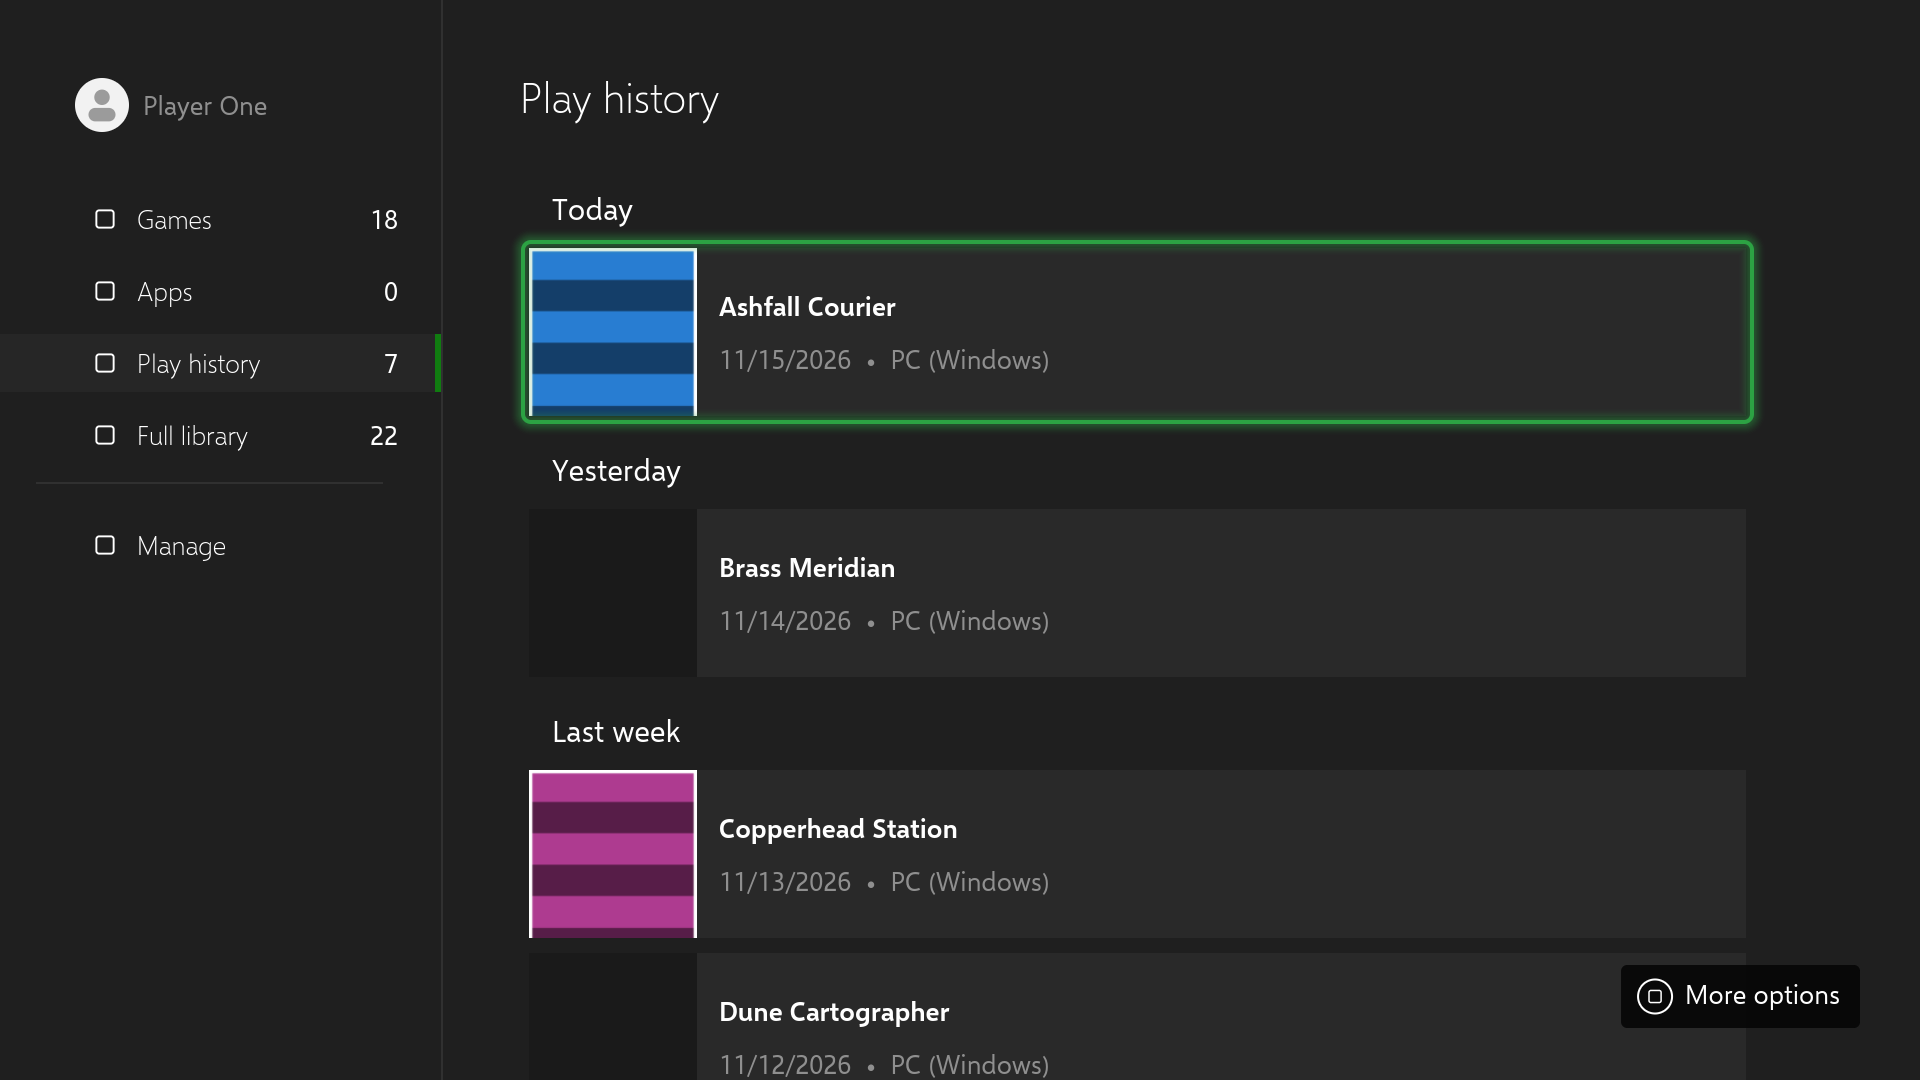 Player One
Games 18
Apps 0
Play history 7
Full library 22
Manage
Play history
Today
Ashfall Courier
11/15/2026 • PC (Windows)
Yesterday
Brass Meridian
11/14/2026 • PC (Windows)
Last week
Copperhead Station
11/13/2026 • PC (Windows)
Dune Cartographer
11/12/2026 • PC (Windows)
More options